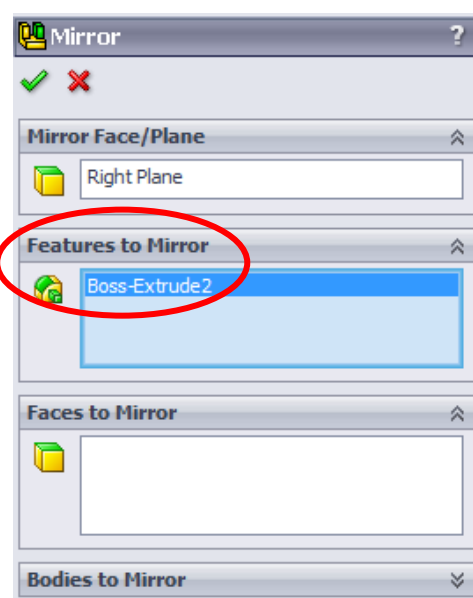 Mirror ?
Mirror Face/Plane
Right Plane
Features to Mirror
Boss-Extrude2
Faces to Mirror
Bodies to Mirror